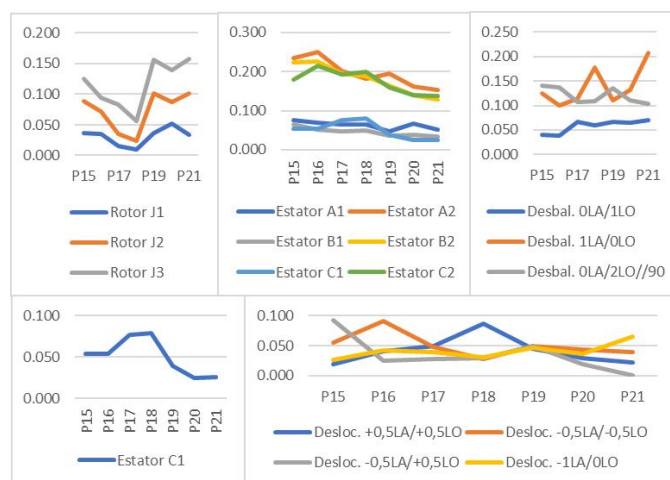 0.200
0.150
0.100
0.050
0.000
P15 P17 P19 P21
Rotor J1
Rotor J2
Rotor J3
0.300
0.200
0.100
0.000
P15 P16 P17 P18 P19 P20 P21
Estator A1 Estator A2
Estator B1 Estator B2
Estator C1 Estator C2
0.250
0.200
0.150
0.100
0.050
0.000
P15 P17 P19 P21
Desbal. 0LA/1LO
Desbal. 1LA/0LO
Desbal. 0LA/2LO//90
0.100
0.050
0.000
P15 P16 P17 P18 P19 P20 P21
Estator C1
0.100
0.050
0.000
P15 P16 P17 P18 P19 P20 P21
Desloc. +0,5LA/+0,5LO Desloc. -0,5LA/-0,5LO
Desloc. -0,5LA/+0,5LO Desloc. -1LA/0LO